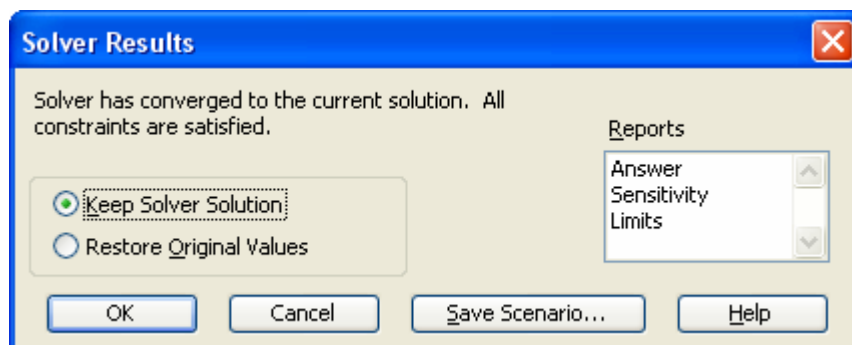 Solver Results
Solver has converged to the current solution. All
constraints are satisfied.
Reports
Answer
Sensitivity
Limits
Keep Solver Solution
Restore Original Values
OK Cancel Save Scenario... Help